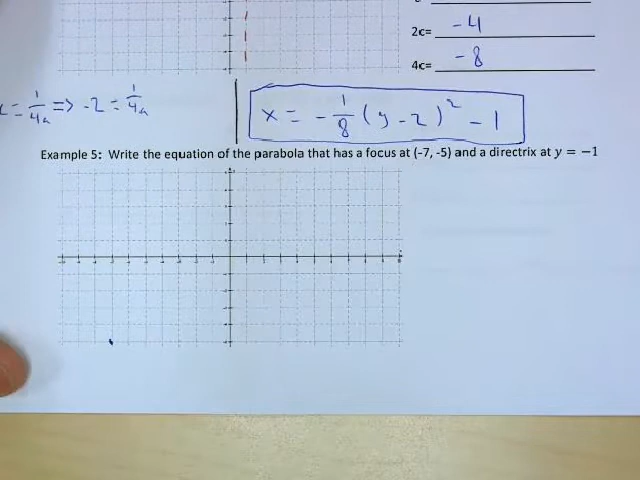 2c= -4
4c= -8
= 1/4a => -2 = 1/4a
x = - 1/8 (y - 2)² - 1
Example 5: Write the equation of the parabola that has a focus at (-7, -5) and a directrix at y = −1